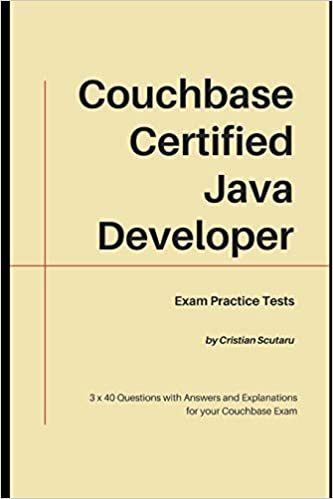 Couchbase
Certified
Java
Developer
Exam Practice Tests
by Cristian Scutaru
3 x 40 Questions with Answers and Explanations
for your Couchbase Exam